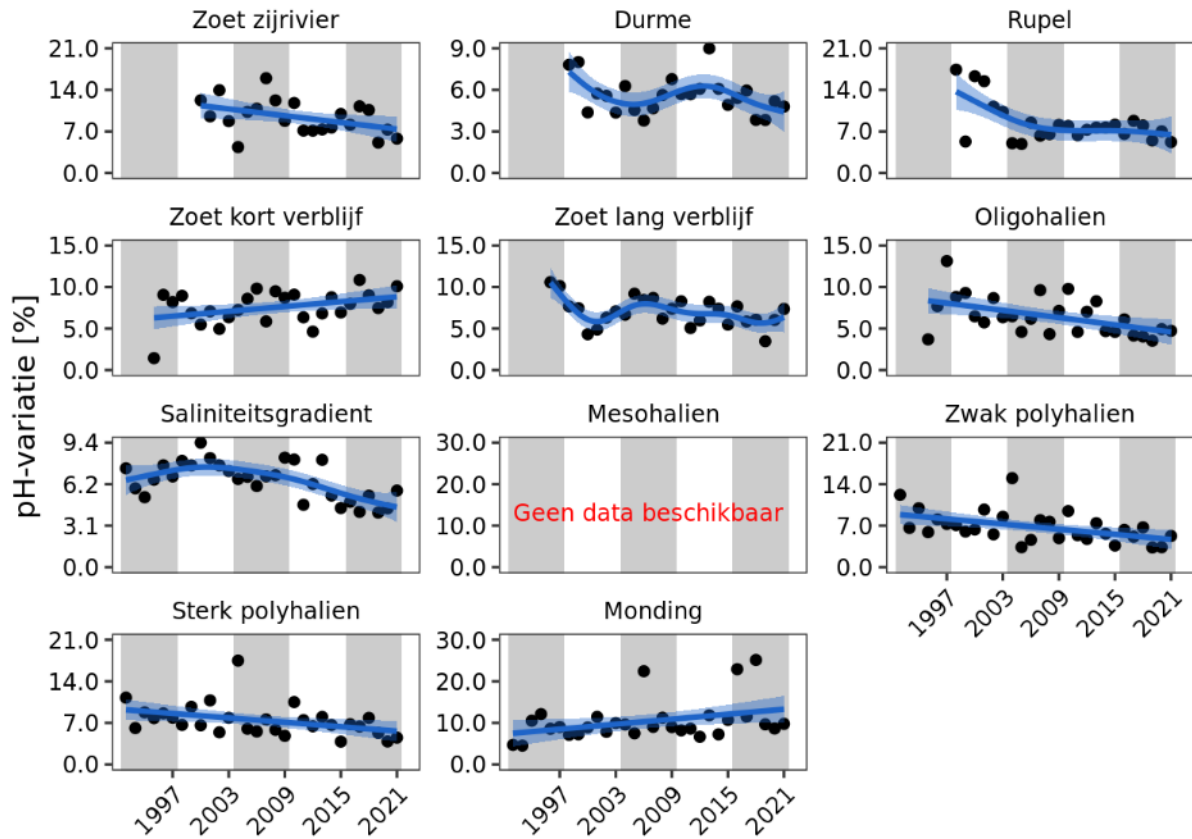 pH-variatie [%]
Zoet zijrivier
21.0
14.0
7.0
0.0
Durme
9.0
6.0
3.0
0.0
Rupel
21.0
14.0
7.0
0.0
Zoet kort verblijf
15.0
10.0
5.0
0.0
Zoet lang verblijf
15.0
10.0
5.0
0.0
Oligohalien
15.0
10.0
5.0
0.0
Saliniteitsgradient
9.4
6.2
3.1
0.0
Mesohalien
30.0
20.0
10.0
0.0
Geen data beschikbaar
Zwak polyhalien
21.0
14.0
7.0
0.0
1997 2003 2009 2015 2021
Sterk polyhalien
21.0
14.0
7.0
0.0
1997 2003 2009 2015 2021
Monding
30.0
20.0
10.0
0.0
1997 2003 2009 2015 2021